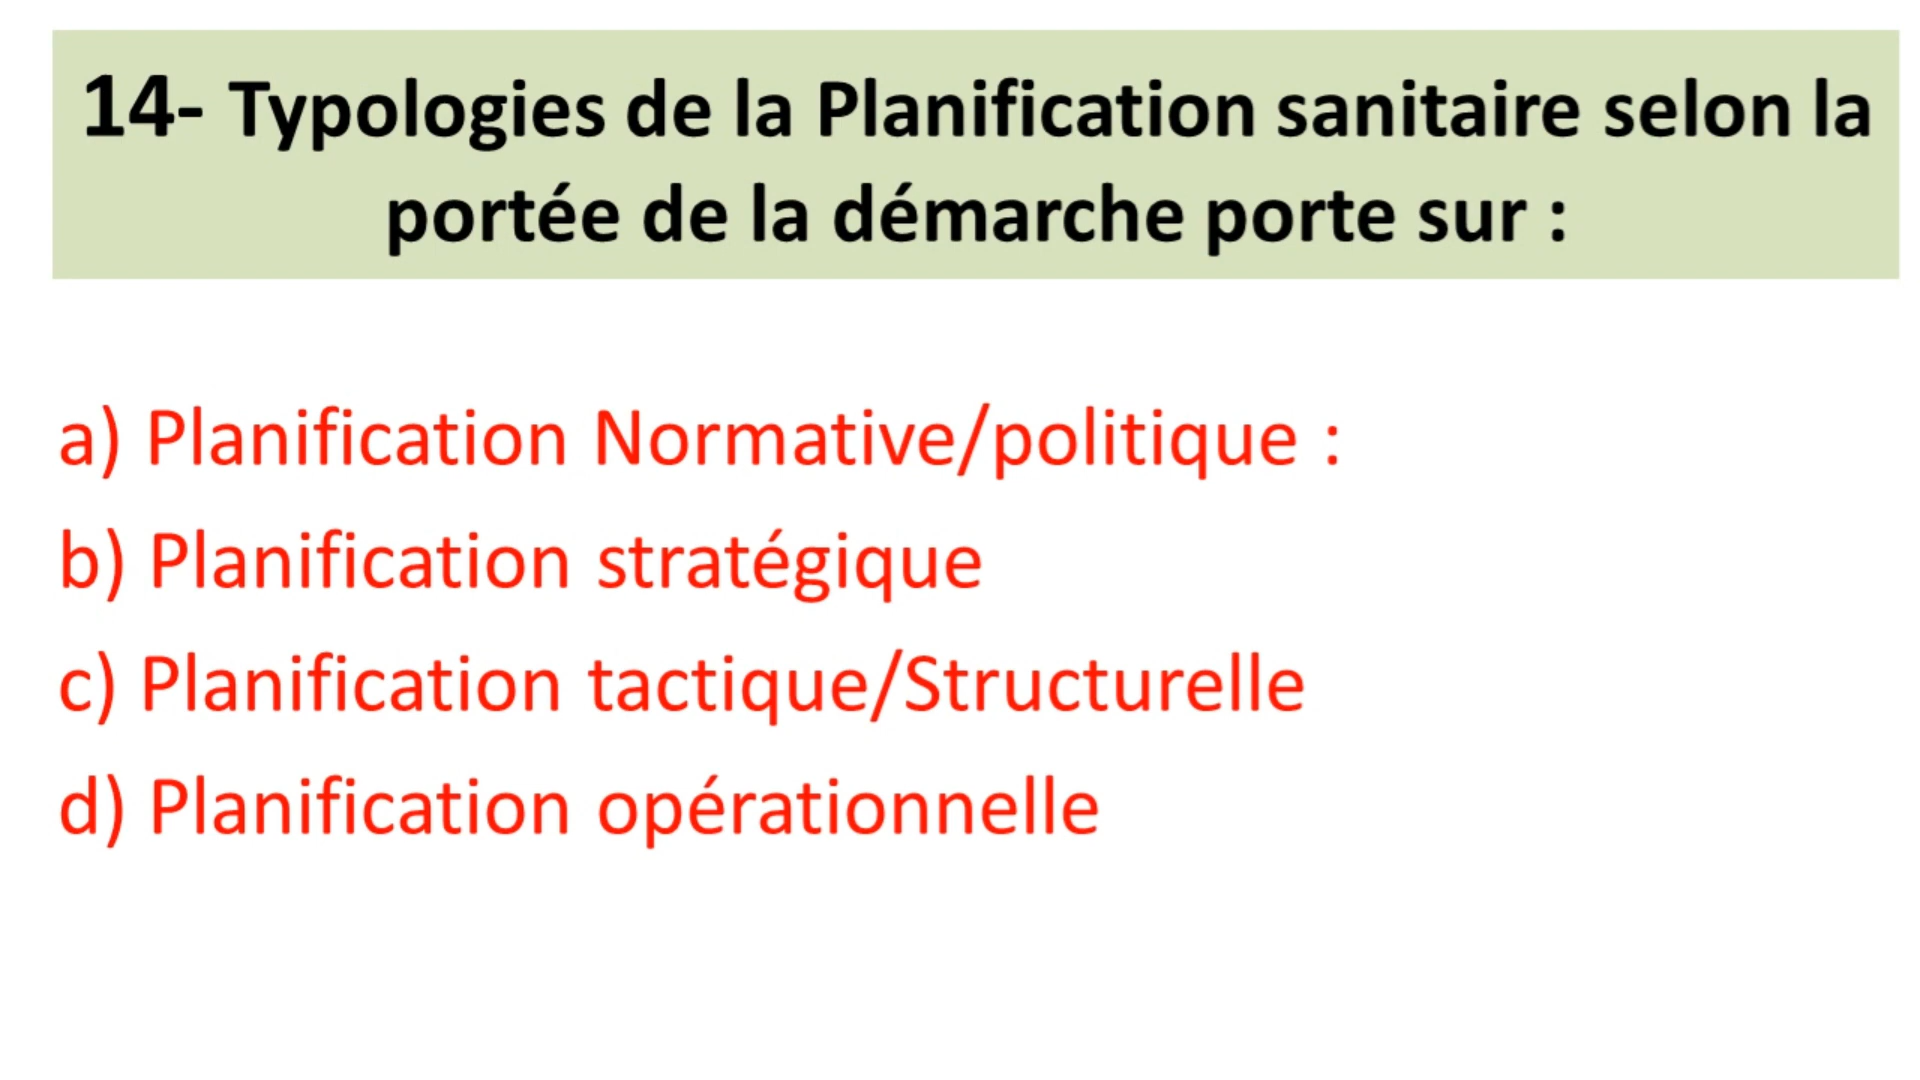 14- Typologies de la Planification sanitaire selon la
portée de la démarche porte sur :
a) Planification Normative/politique :
b) Planification stratégique
c) Planification tactique/Structurelle
d) Planification opérationnelle